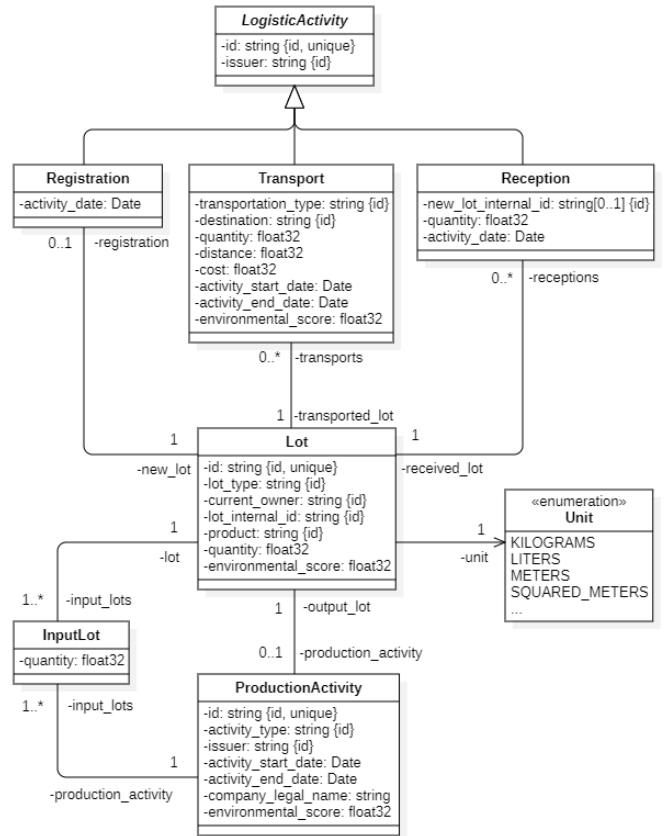 LogisticActivity
-id: string {id, unique}
-issuer: string {id}
Registration
-activity_date: Date
Transport
-transportation_type: string {id}
-destination: string {id}
-quantity: float32
-distance: float32
-cost: float32
-activity_start_date: Date
-activity_end_date: Date
-environmental_score: float32
Reception
-new_lot_internal_id: string[0..1] {id}
-quantity: float32
-activity_date: Date
0..1 -registration
0..* -receptions
0..* -transports
1 -transported_lot
1
-new_lot
1
-received_lot
Lot
-id: string {id, unique}
-lot_type: string {id}
-current_owner: string {id}
-lot_internal_id: string {id}
-product: string {id}
-quantity: float32
-environmental_score: float32
1
-unit
«enumeration»
Unit
KILOGRAMS
LITERS
METERS
SQUARED_METERS
...
1
-lot
1..* -input_lots
1 -output_lot
0..1 -production_activity
InputLot
-quantity: float32
1..* -input_lots
1
-production_activity
ProductionActivity
-id: string {id, unique}
-activity_type: string {id}
-issuer: string {id}
-activity_start_date: Date
-activity_end_date: Date
-company_legal_name: string
-environmental_score: float32